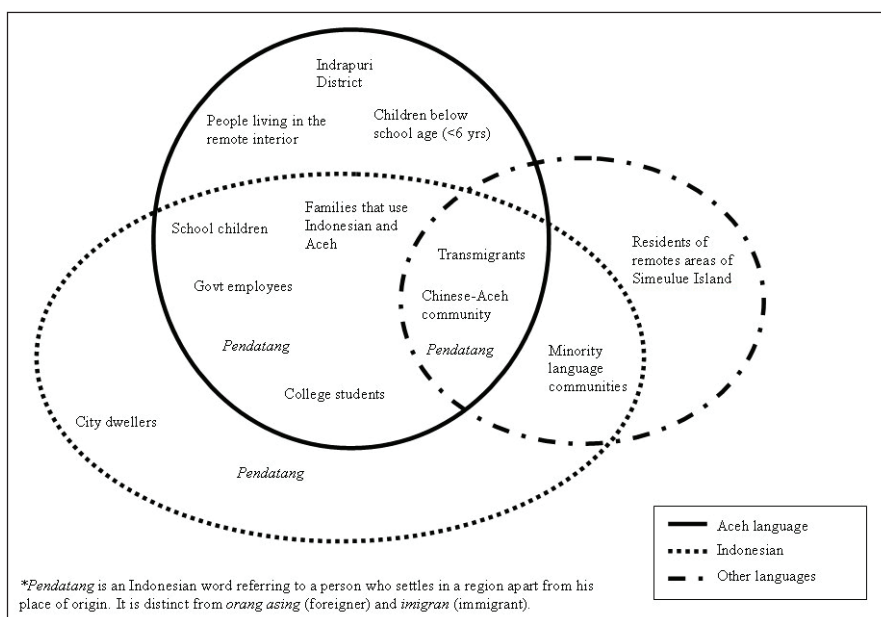 Indrapuri
District
People living in the
remote interior
Children below
school age (<6 yrs)
School children
Families that use
Indonesian and
Aceh
Transmigrants
Residents of
remotes areas of
Simeulue Island
Govt employees
Chinese-Aceh
community
Pendatang
Pendatang
Minority
language
communities
College students
City dwellers
Pendatang
Aceh language
Indonesian
Other languages
*Pendatang is an Indonesian word referring to a person who settles in a region apart from his
place of origin. It is distinct from orang asing (foreigner) and imigran (immigrant).